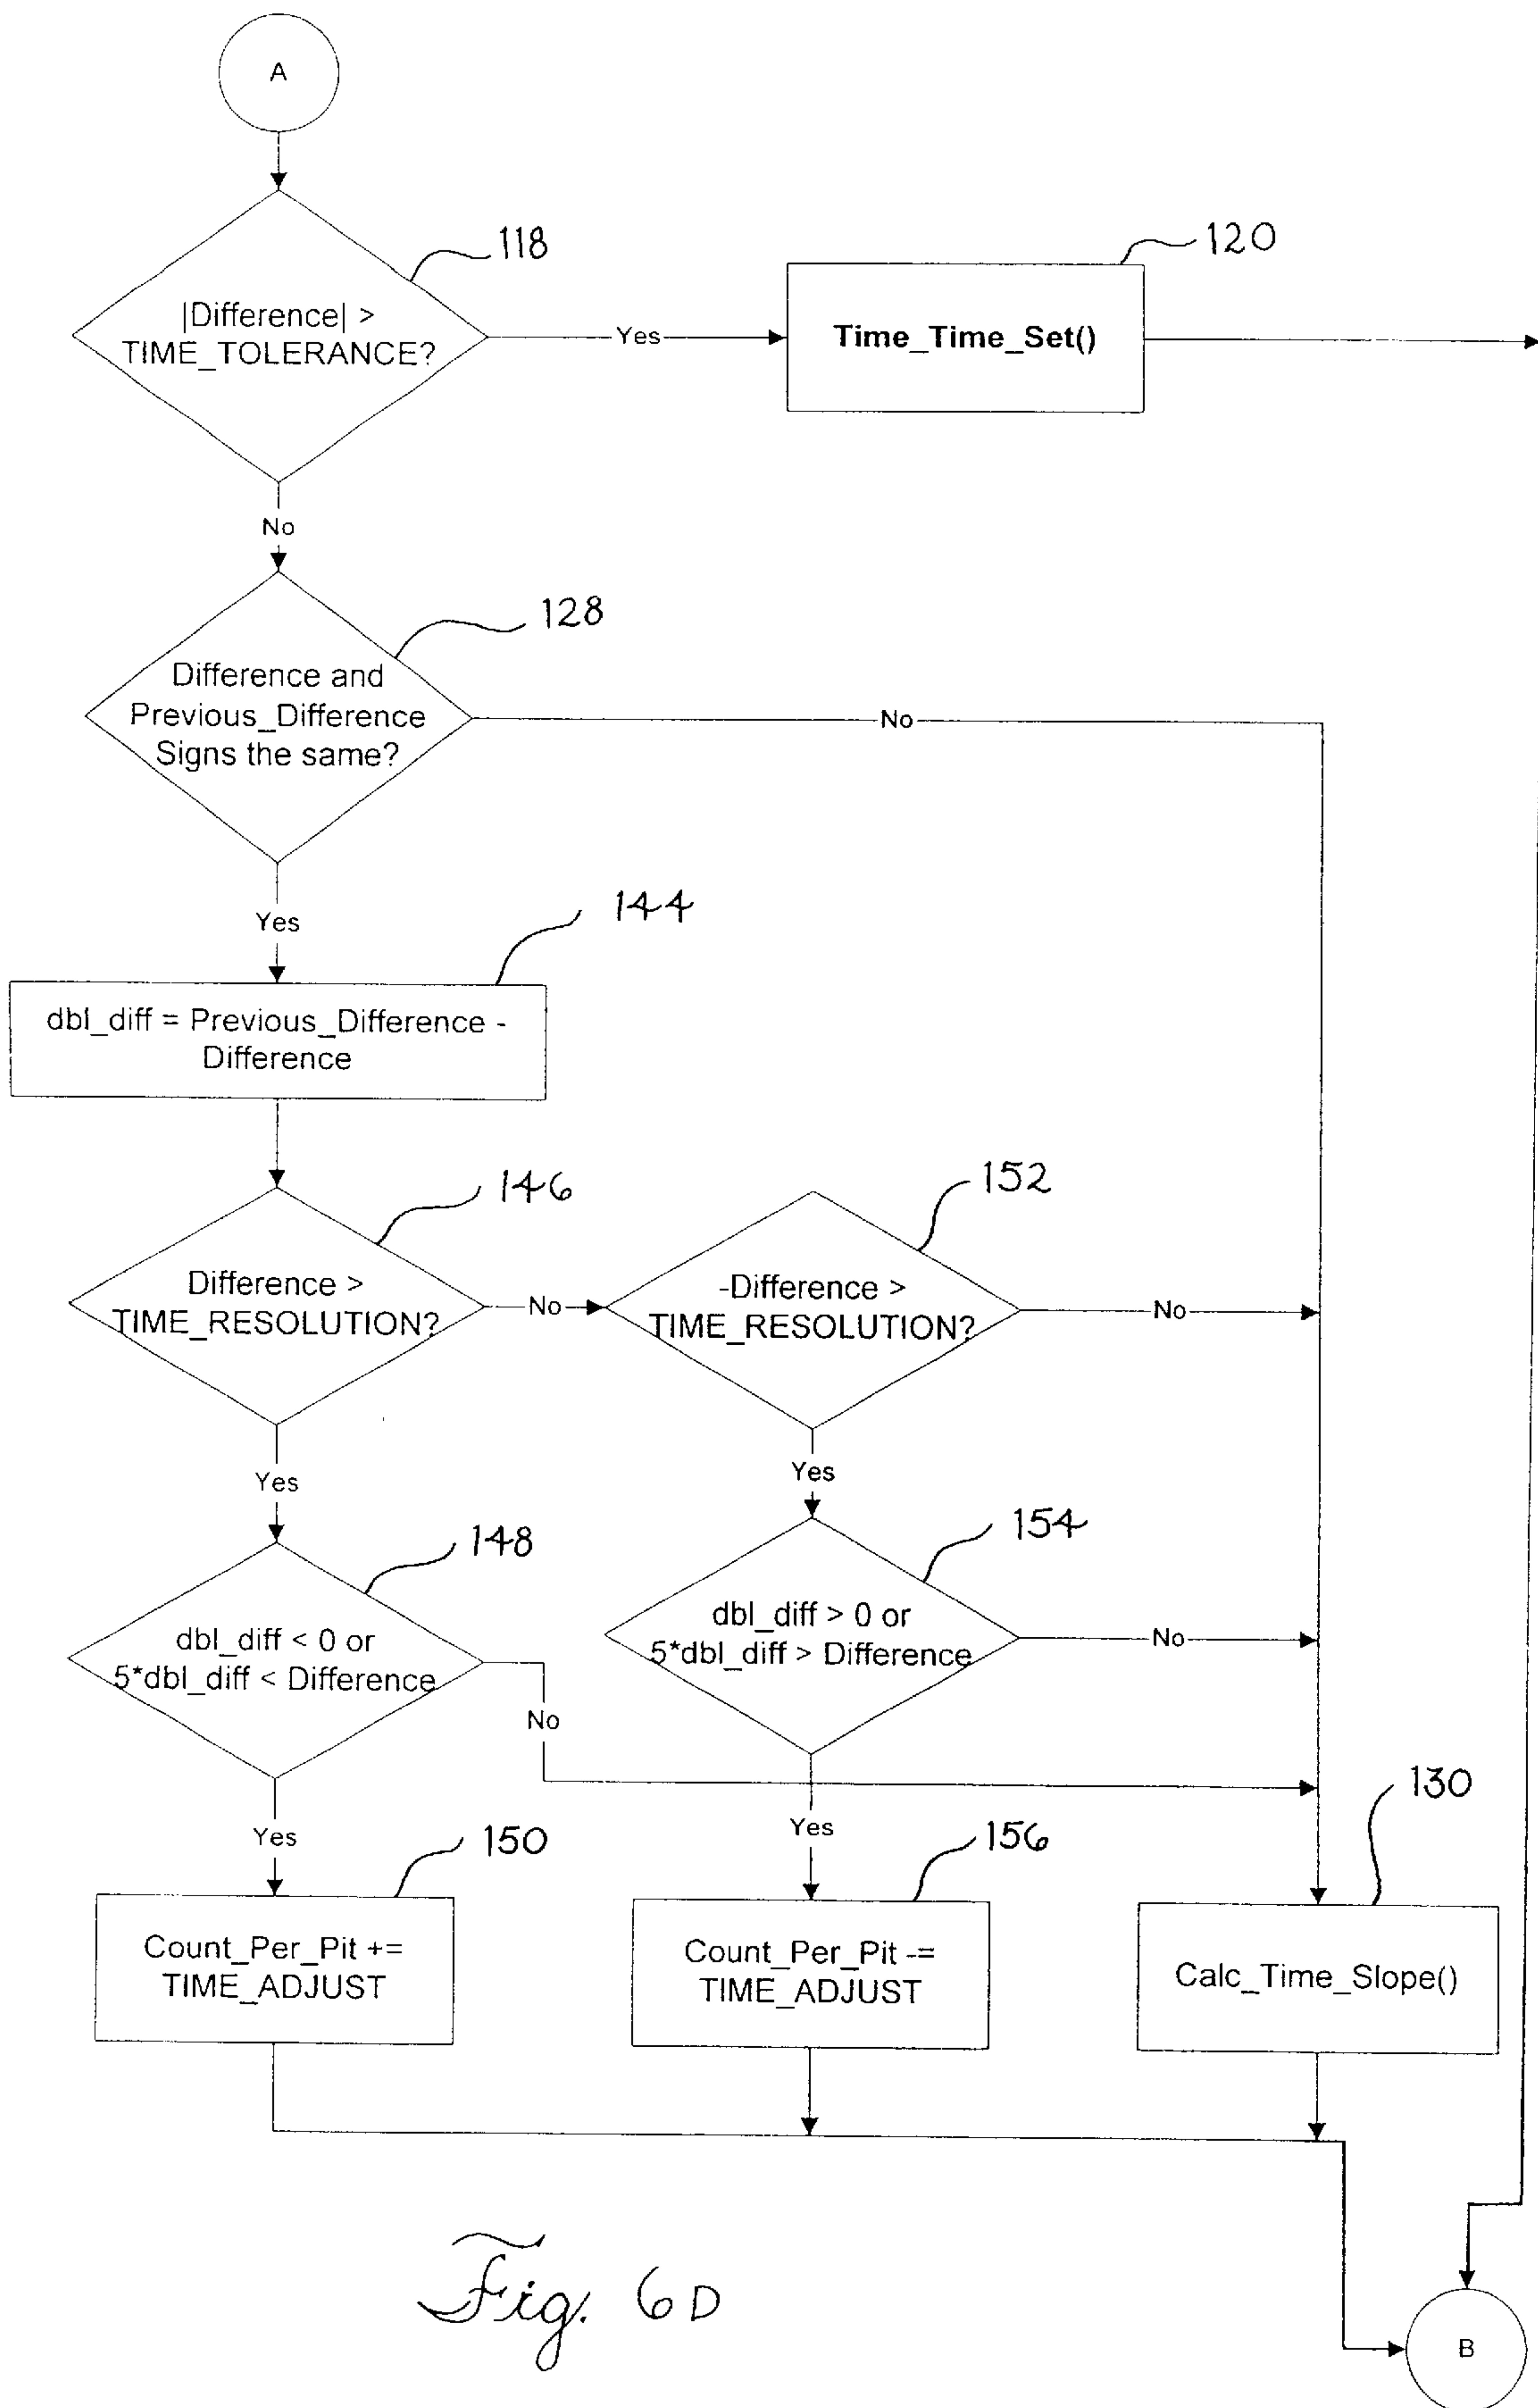 A
118
|Difference| >
TIME_TOLERANCE?
Yes
120
Time_Time_Set()
No
128
Difference and
Previous_Difference
Signs the same?
No
Yes
144
dbl_diff = Previous_Difference -
Difference
146
Difference >
TIME_RESOLUTION?
No
152
-Difference >
TIME_RESOLUTION?
No
Yes
Yes
148
dbl_diff < 0 or
5*dbl_diff < Difference
No
154
dbl_diff > 0 or
5*dbl_diff > Difference
No
Yes
Yes
150
Count_Per_Pit +=
TIME_ADJUST
156
Count_Per_Pit -=
TIME_ADJUST
130
Calc_Time_Slope()
B
Fig. 6D